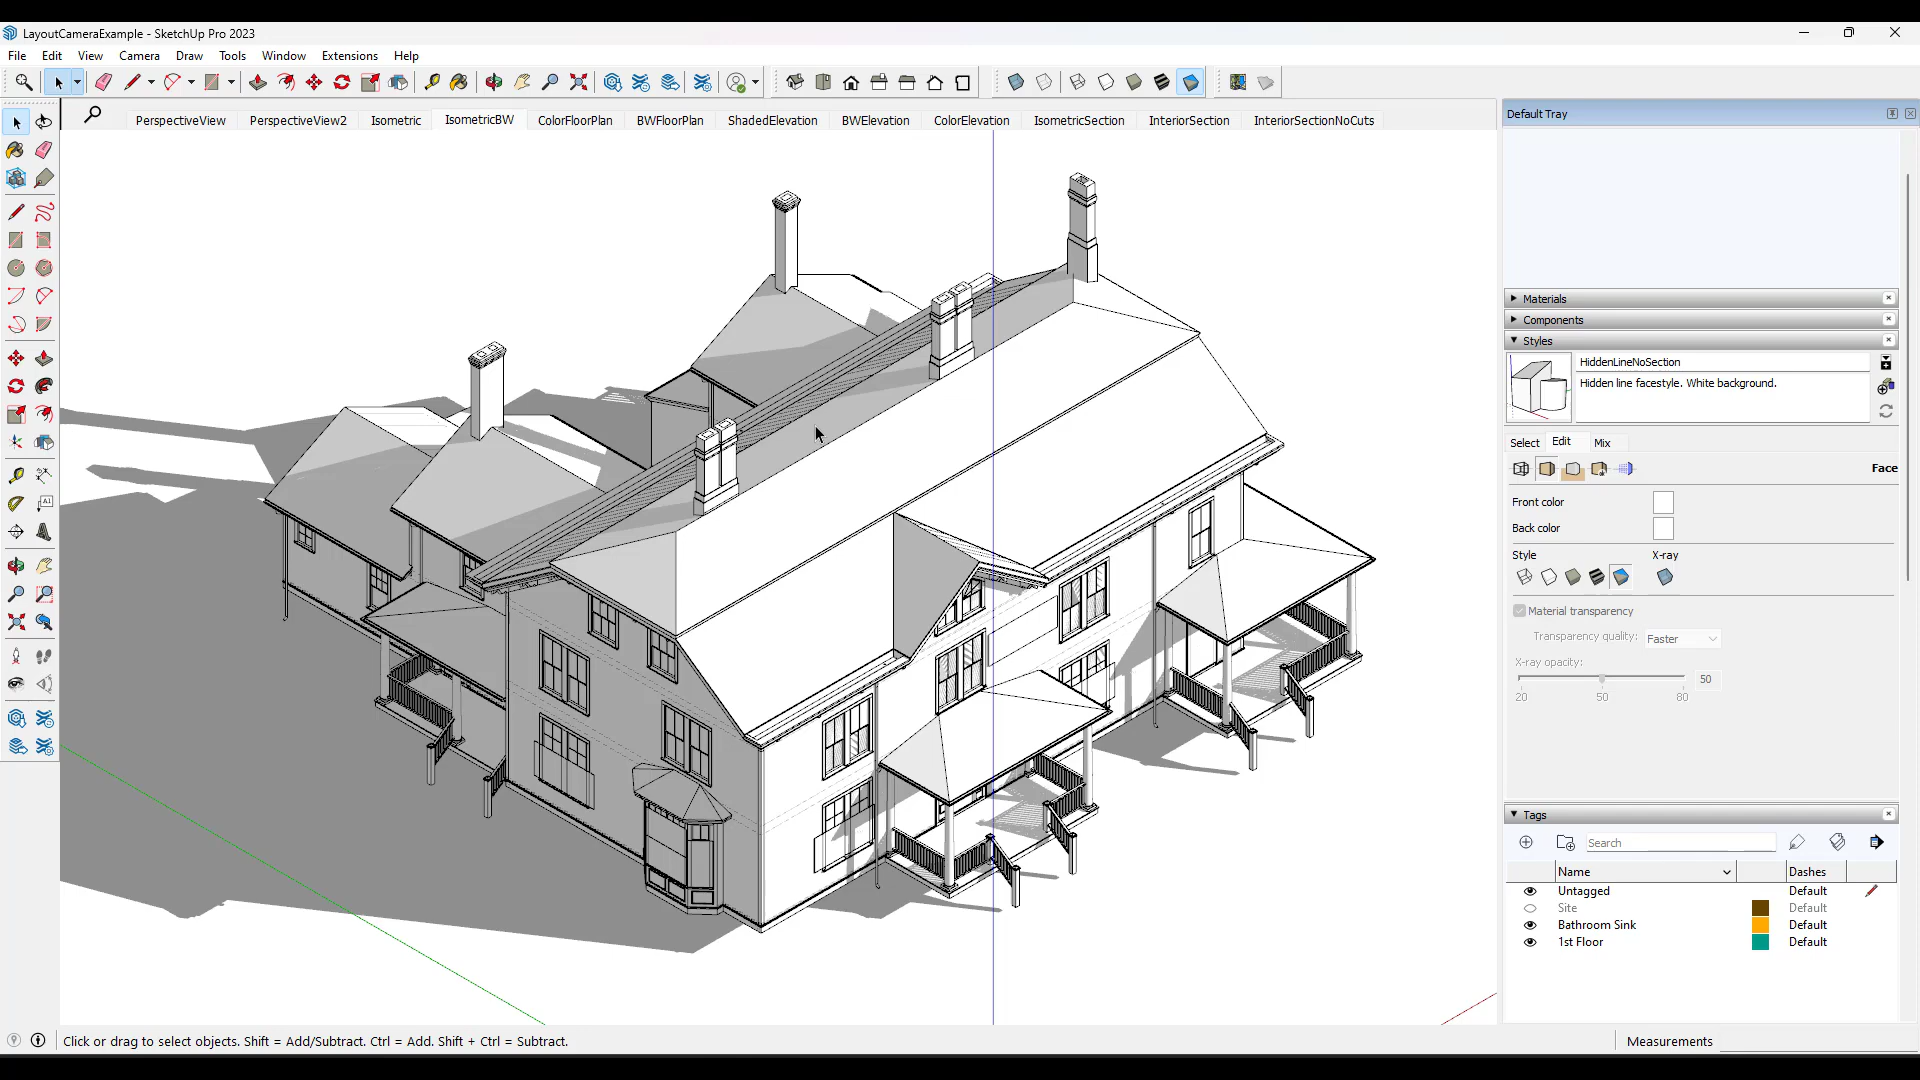 LayoutCameraExample - SketchUp Pro 2023
File Edit View Camera Draw Tools Window Extensions Help
PerspectiveView PerspectiveView2 Isometric IsometricBW ColorFloorPlan BWFloorPlan ShadedElevation BWElevation ColorElevation IsometricSection InteriorSection InteriorSectionNoCuts
Default Tray
Materials
Components
Styles
HiddenLineNoSection
Hidden line facestyle. White background.
Select Edit Mix
Face
Front color
Back color
Style X-ray
Material transparency
Transparency quality: Faster
X-ray opacity:
50
20 50 80
Tags
Search
Name Dashes
Untagged Default
Site Default
Bathroom Sink Default
1st Floor Default
Click or drag to select objects. Shift = Add/Subtract. Ctrl = Add. Shift + Ctrl = Subtract.
Measurements